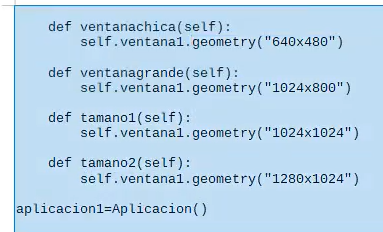 def ventanachica(self):
self.ventana1.geometry("640x480")
def ventanagrande(self):
self.ventana1.geometry("1024x800")
def tamano1(self):
self.ventana1.geometry("1024x1024")
def tamano2(self):
self.ventana1.geometry("1280x1024")
aplicacion1=Aplicacion()